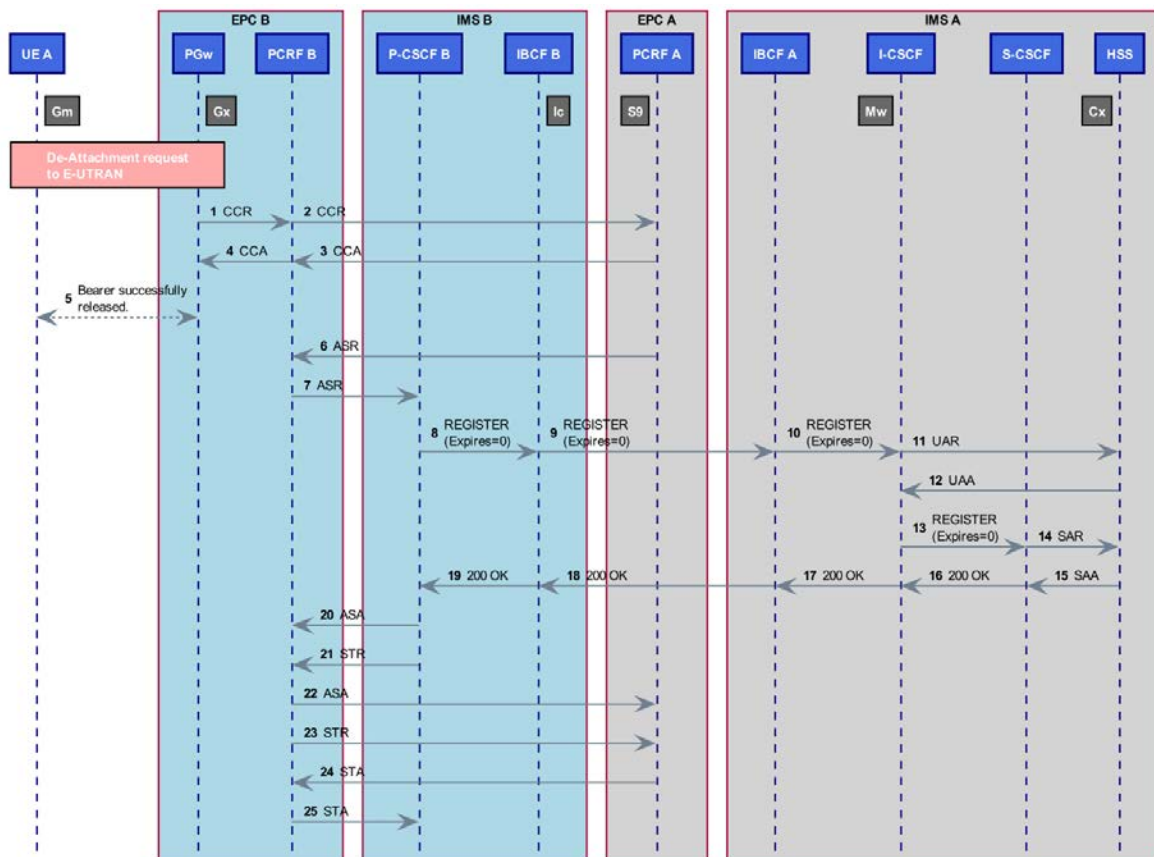 EPC B
IMS B
EPC A
IMS A
UE A
PGw
PCRF B
P-CSCF B
IBCF B
PCRF A
IBCF A
I-CSCF
S-CSCF
HSS
Gm
Gx
Ic
S9
Mw
Cx
De-Attachment request
to E-UTRAN
1 CCR
2 CCR
4 CCA
3 CCA
5 Bearer successfully
released.
6 ASR
7 ASR
8 REGISTER
(Expires=0)
9 REGISTER
(Expires=0)
10 REGISTER
(Expires=0)
11 UAR
12 UAA
13 REGISTER
(Expires=0)
14 SAR
19 200 OK
18 200 OK
17 200 OK
16 200 OK
15 SAA
20 ASA
21 STR
22 ASA
23 STR
24 STA
25 STA